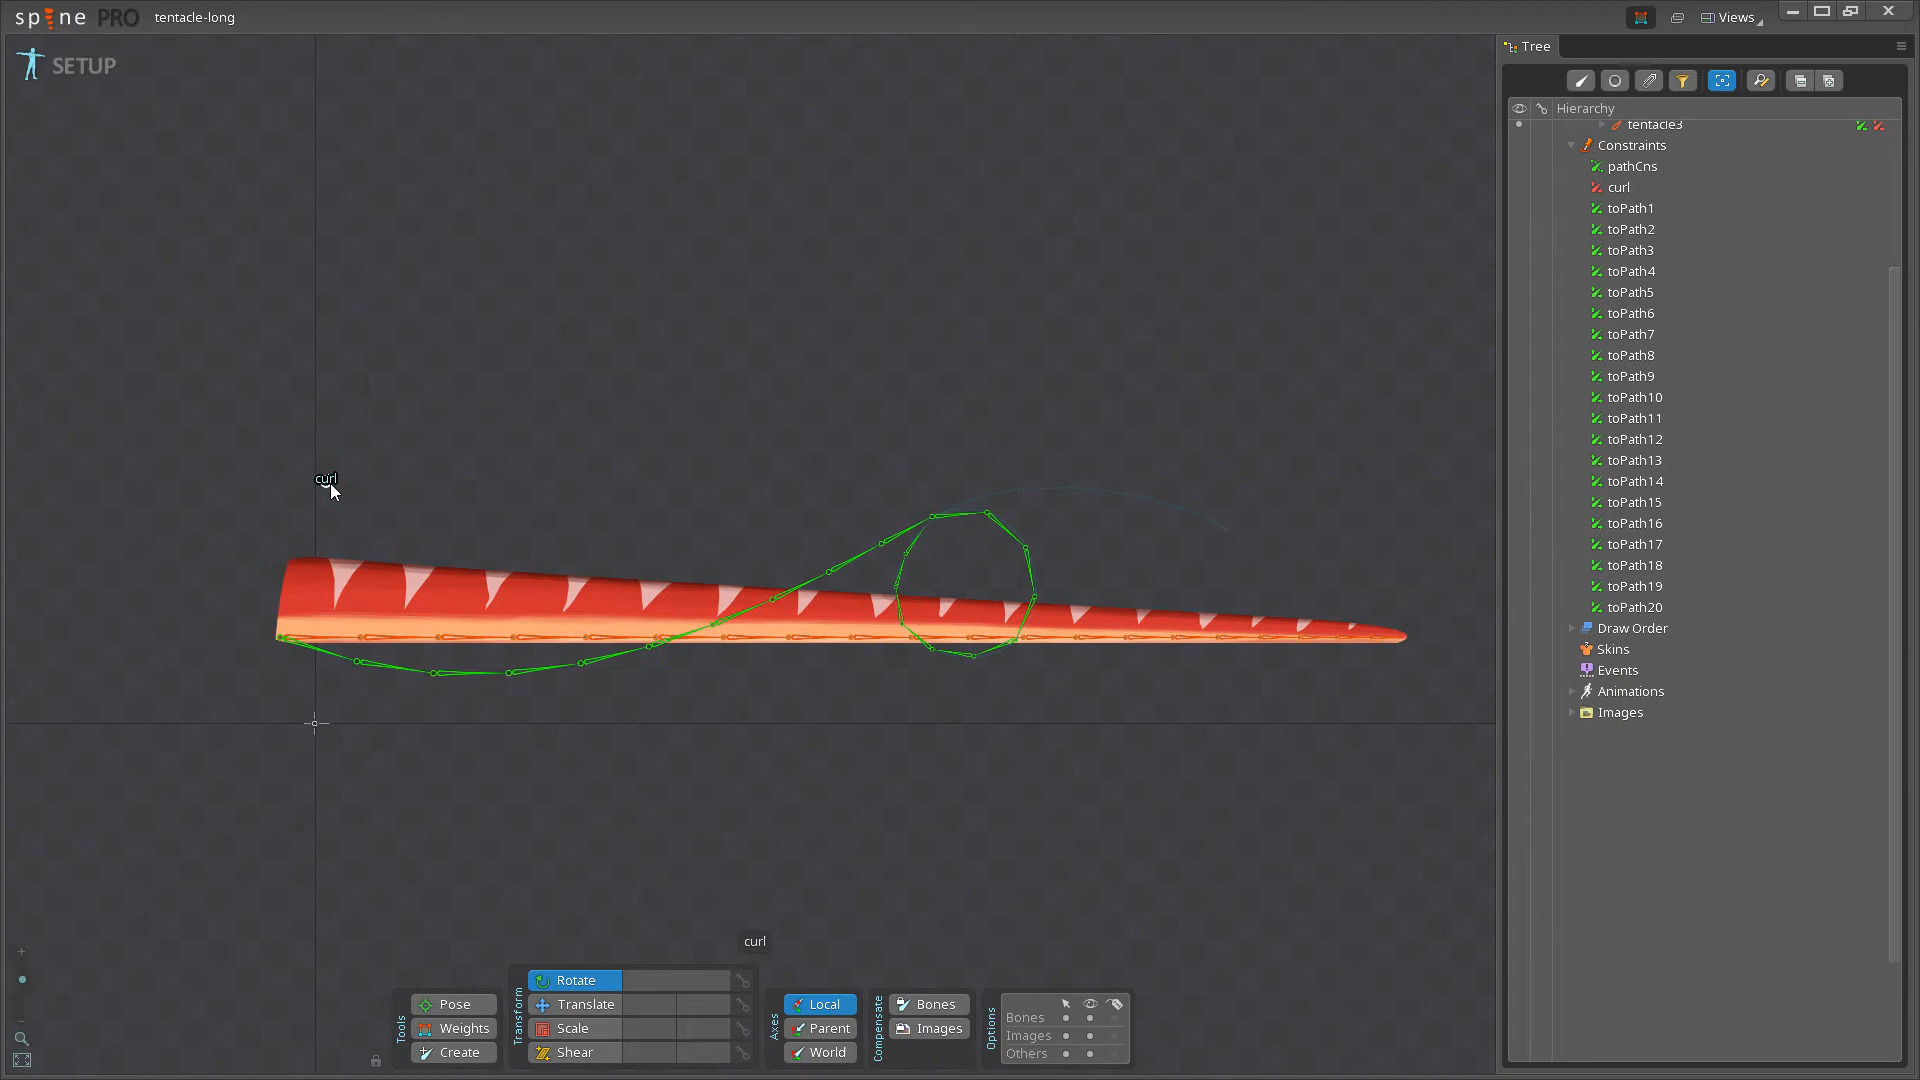 spine PRO tentacle-long
Views
SETUP
Tree
Hierarchy
tentacle3
Constraints
pathCns
curl
toPath1
toPath2
toPath3
toPath4
toPath5
toPath6
toPath7
toPath8
toPath9
toPath10
toPath11
toPath12
toPath13
toPath14
toPath15
toPath16
toPath17
toPath18
toPath19
toPath20
Draw Order
Skins
Events
Animations
Images
curl
curl
Tools
Pose
Weights
Create
Transform
Rotate
Translate
Scale
Shear
Axes
Local
Parent
World
Compensate
Bones
Images
Options
Bones
Images
Others